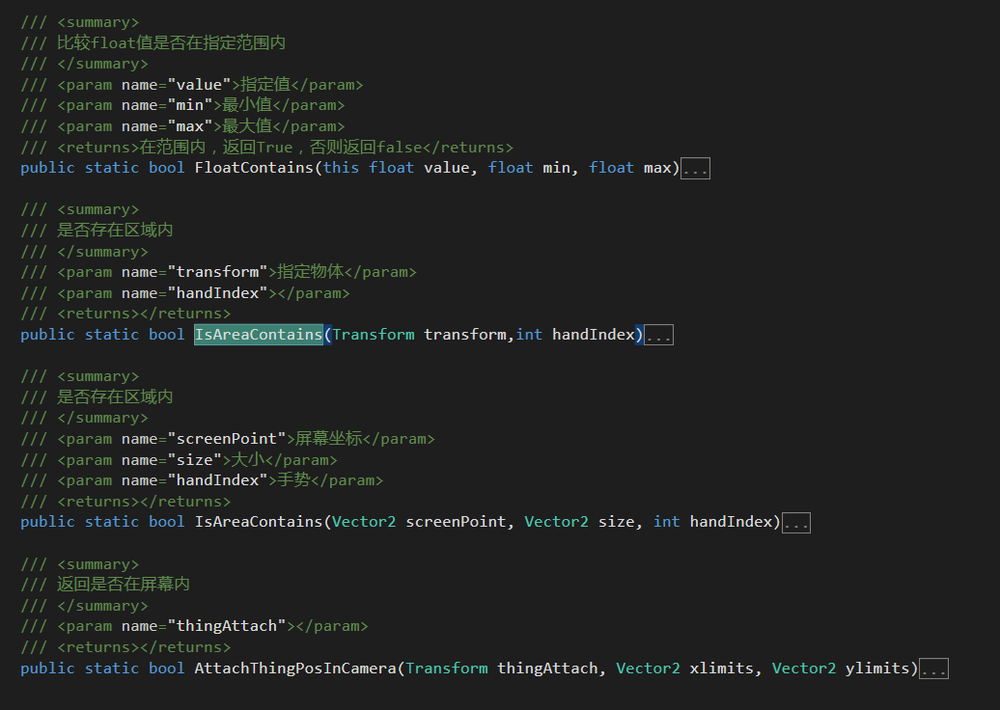 /// <summary>
/// 比较float值是否在指定范围内
/// </summary>
/// <param name="value">指定值</param>
/// <param name="min">最小值</param>
/// <param name="max">最大值</param>
/// <returns>在范围内，返回True，否则返回false</returns>
public static bool FloatContains(this float value, float min, float max)...
/// <summary>
/// 是否存在区域内
/// </summary>
/// <param name="transform">指定物体</param>
/// <param name="handIndex"></param>
/// <returns></returns>
public static bool IsAreaContains(Transform transform,int handIndex)...
/// <summary>
/// 是否存在区域内
/// </summary>
/// <param name="screenPoint">屏幕坐标</param>
/// <param name="size">大小</param>
/// <param name="handIndex">手势</param>
/// <returns></returns>
public static bool IsAreaContains(Vector2 screenPoint, Vector2 size, int handIndex)...
/// <summary>
/// 返回是否在屏幕内
/// </summary>
/// <param name="thingAttach"></param>
/// <returns></returns>
public static bool AttachThingPosInCamera(Transform thingAttach, Vector2 xlimits, Vector2 ylimits)...